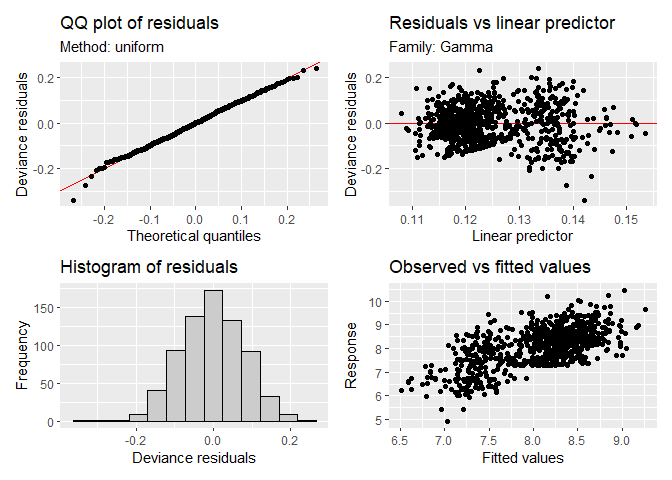 QQ plot of residuals
Method: uniform
Deviance residuals
0.2
0.0
-0.2
-0.2 -0.1 0.0 0.1 0.2
Theoretical quantiles
Residuals vs linear predictor
Family: Gamma
Deviance residuals
0.2
0.0
-0.2
0.11 0.12 0.13 0.14 0.15
Linear predictor
Histogram of residuals
Frequency
150
100
50
0
-0.2 0.0 0.2
Deviance residuals
Observed vs fitted values
Response
10
9
8
7
6
5
6.5 7.0 7.5 8.0 8.5 9.0
Fitted values